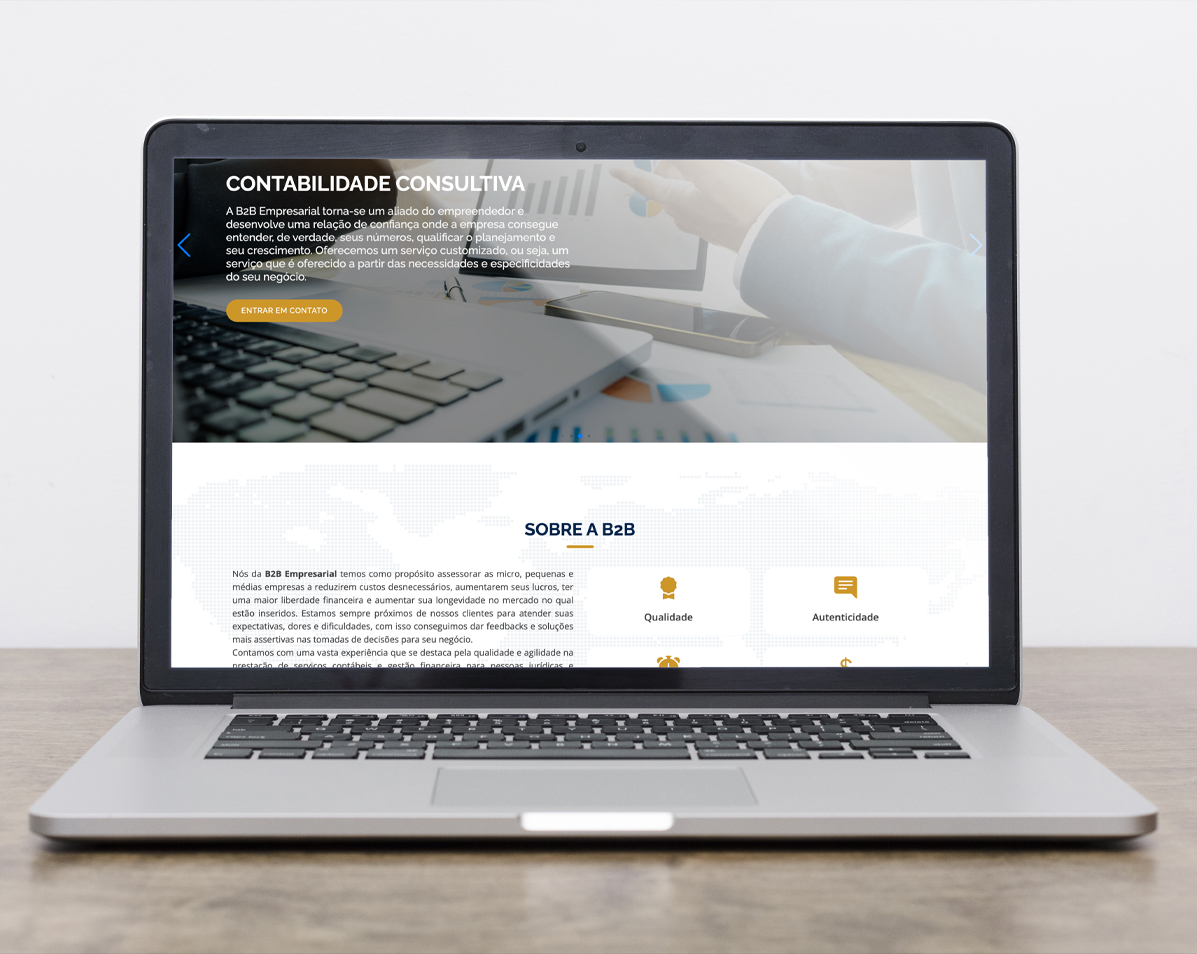 CONTABILIDADE CONSULTIVA
A B2B Empresarial torna-se um aliado do empreendedor e
desenvolve uma relação de confiança onde a empresa consegue
entender, de verdade, seus números, qualificar o planejamento e
seu crescimento. Oferecemos um serviço customizado, ou seja, um
serviço que é oferecido a partir das necessidades e especificidades
do seu negócio.
ENTRAR EM CONTATO
SOBRE A B2B
Nós da B2B Empresarial temos como propósito assessorar as micro, pequenas e
médias empresas a reduzirem custos desnecessários, aumentarem seus lucros, ter
uma maior liberdade financeira e aumentar sua longevidade no mercado no qual
estão inseridos. Estamos sempre próximos de nossos clientes para atender suas
expectativas, dores e dificuldades, com isso conseguimos dar feedbacks e soluções
mais assertivas nas tomadas de decisões para seu negócio.
Contamos com uma vasta experiência que se destaca pela qualidade e agilidade na
prestação de serviços contábeis e gestão financeira para pessoas jurídicas e
Qualidade
Autenticidade